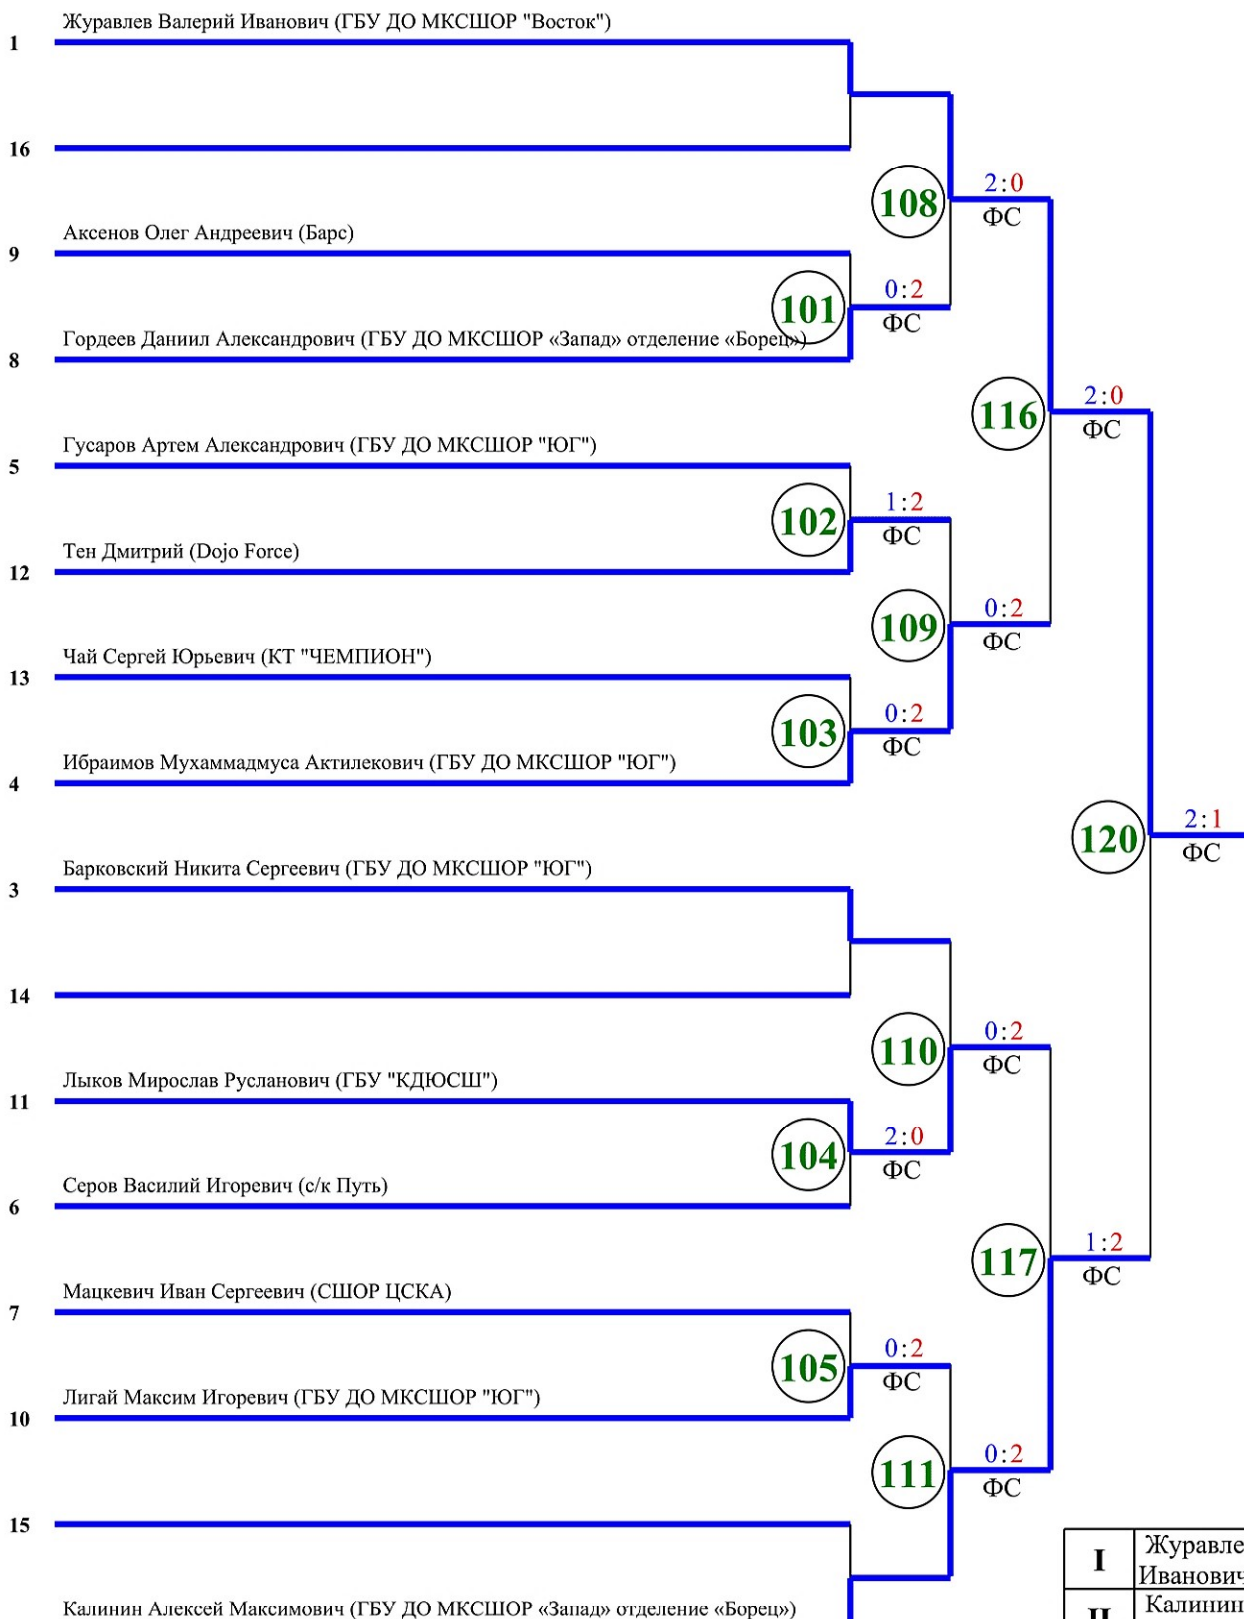 Журавлев Валерий Иванович (ГБУ ДО МКСШОР "Восток")
1
16
108
2:0
ФС
Аксенов Олег Андреевич (Барс)
9
101
0:2
ФС
Гордеев Даниил Александрович (ГБУ ДО МКСШОР «Запад» отделение «Борец»)
8
116
2:0
ФС
Гусаров Артем Александрович (ГБУ ДО МКСШОР "ЮГ")
5
102
1:2
ФС
Тен Дмитрий (Dojo Force)
12
109
0:2
ФС
Чай Сергей Юрьевич (КТ "ЧЕМПИОН")
13
103
0:2
ФС
Ибраимов Мухаммадмуса Актилекович (ГБУ ДО МКСШОР "ЮГ")
4
120
2:1
ФС
Барковский Никита Сергеевич (ГБУ ДО МКСШОР "ЮГ")
3
14
110
0:2
ФС
Лыков Мирослав Русланович (ГБУ "КДЮСШ")
11
104
2:0
ФС
Серов Василий Игоревич (с/к Путь)
6
117
1:2
ФС
Мацкевич Иван Сергеевич (СШОР ЦСКА)
7
105
0:2
ФС
Лигай Максим Игоревич (ГБУ ДО МКСШОР "ЮГ")
10
111
0:2
ФС
15
I
Журавле
Иванович
Калинин Алексей Максимович (ГБУ ДО МКСШОР «Запад» отделение «Борец»)
II
Калинин